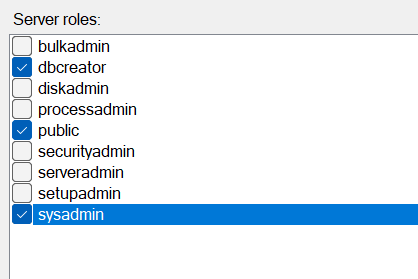 Server roles:
bulkadmin
dbcreator
diskadmin
processadmin
public
securityadmin
serveradmin
setupadmin
sysadmin